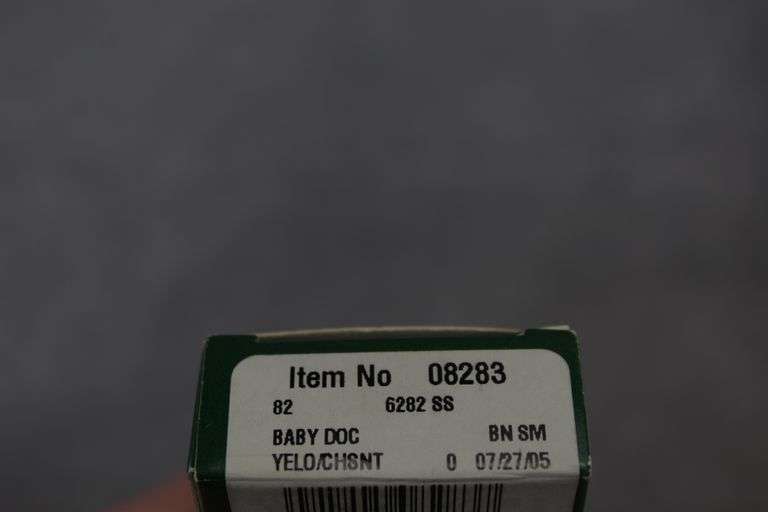 Item No 08283
82 6282 SS
BABY DOC BN SM
YELO/CHSNT 0 07/27/05